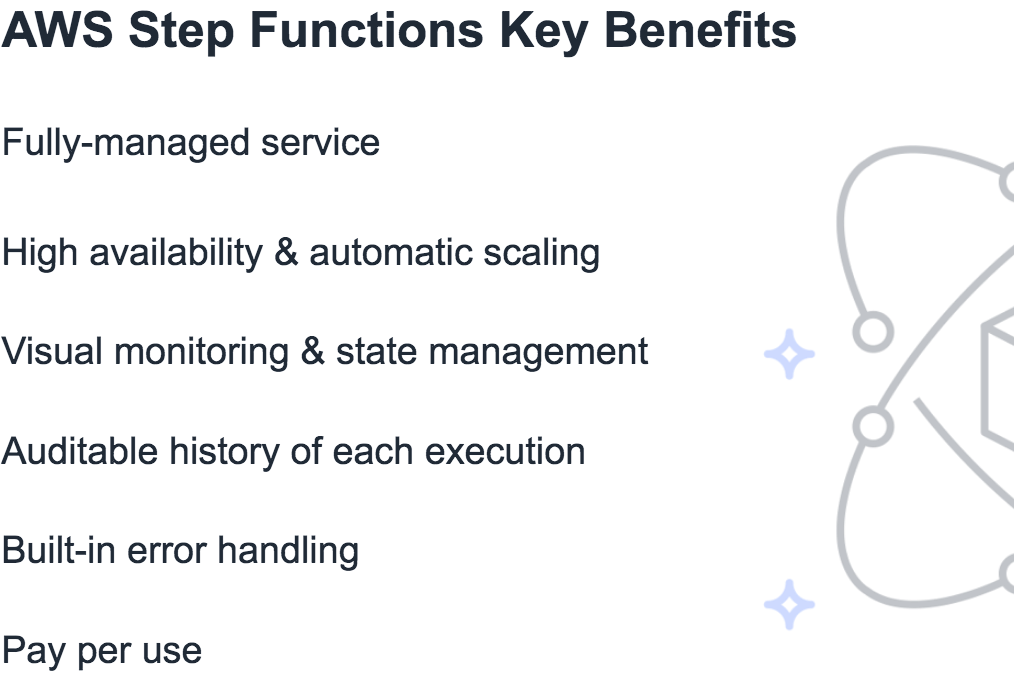 AWS Step Functions Key Benefits
Fully-managed service
High availability & automatic scaling
Visual monitoring & state management
Auditable history of each execution
Built-in error handling
Pay per use